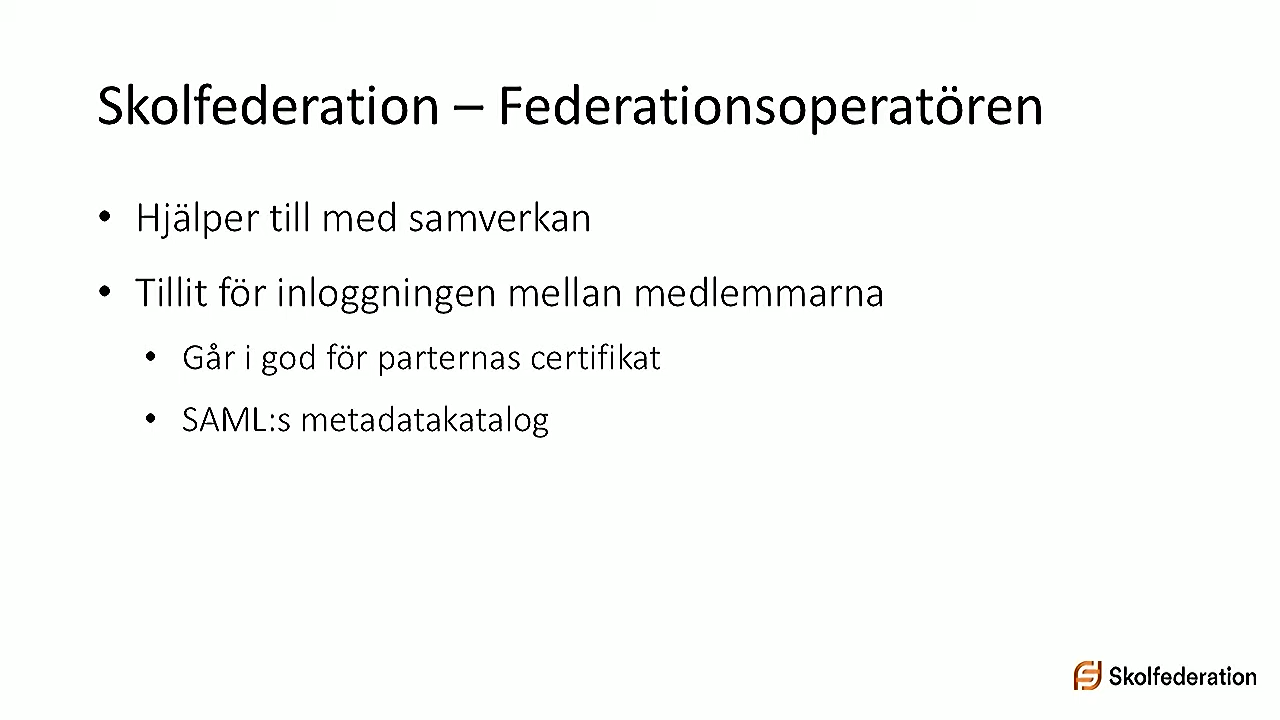 Skolfederation – Federationsoperatören
• Hjälper till med samverkan
• Tillit för inloggningen mellan medlemmarna
• Går i god för parternas certifikat
• SAML:s metadatakatalog
Skolfederation